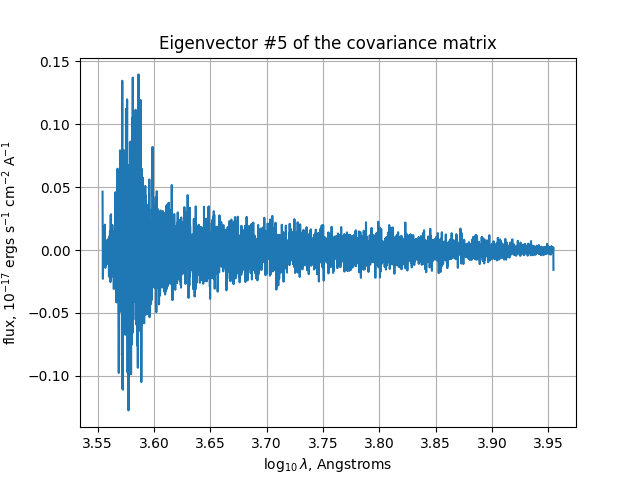 Eigenvector #5 of the covariance matrix
0.15
0.10
0.05
0.00
−0.05
−0.10
flux, 10⁻¹⁷ ergs s⁻¹ cm⁻² A⁻¹
3.55 3.60 3.65 3.70 3.75 3.80 3.85 3.90 3.95
log₁₀ λ, Angstroms